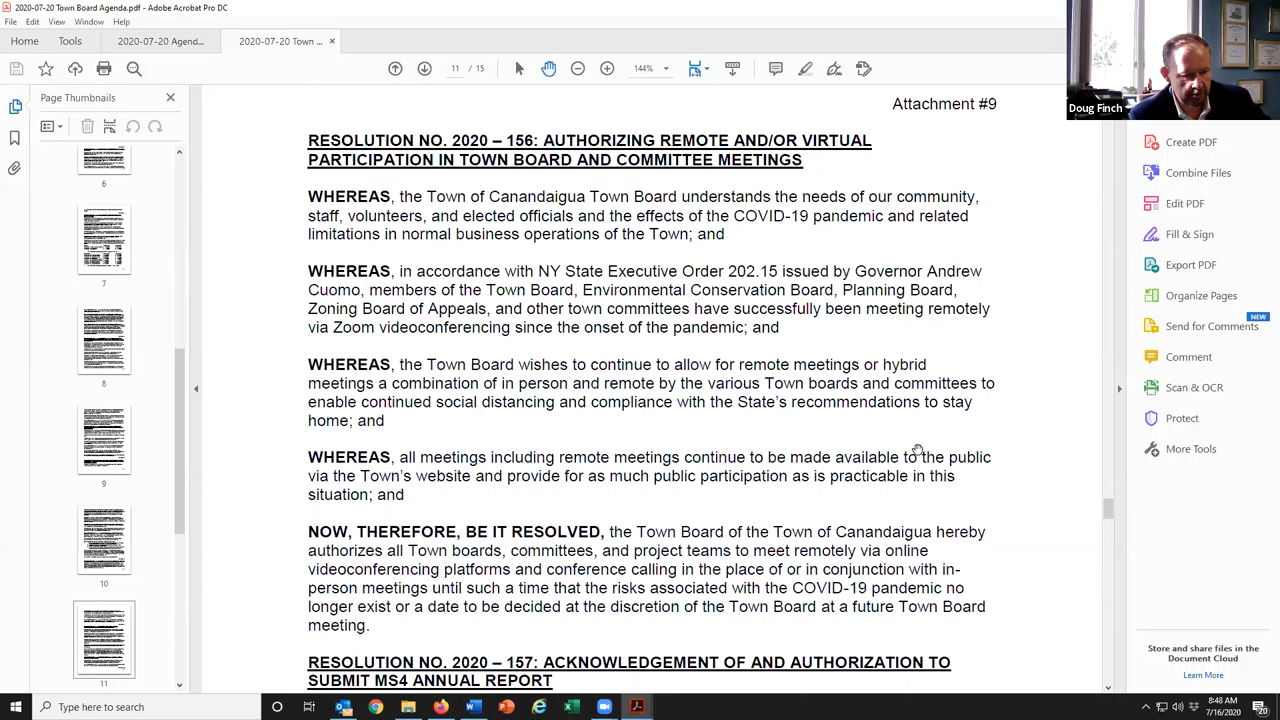 2020-07-20 Town Board Agenda.pdf - Adobe Acrobat Pro DC
File Edit View Window Help
Home Tools 2020-07-20 Agend... 2020-07-20 Town ... ×
11 / 15 144%
Page Thumbnails
6
7
8
9
10
11
Attachment #9
RESOLUTION NO. 2020 – 156: AUTHORIZING REMOTE AND/OR VIRTUAL
PARTICIPATION IN TOWN BOARD AND COMMITTEE MEETINGS
WHEREAS, the Town of Canandaigua Town Board understands the needs of our community,
staff, volunteers, and elected officials and the effects of the COVID-19 pandemic and related
limitations in normal business operations of the Town; and
WHEREAS, in accordance with NY State Executive Order 202.15 issued by Governor Andrew
Cuomo, members of the Town Board, Environmental Conservation Board, Planning Board,
Zoning Board of Appeals, and other town committees have successfully been meeting remotely
via Zoom videoconferencing since the onset of the pandemic; and
WHEREAS, the Town Board wishes to continue to allow for remote meetings or hybrid
meetings a combination of in person and remote by the various Town boards and committees to
enable continued social distancing and compliance with the State's recommendations to stay
home; and
WHEREAS, all meetings including remote meetings continue to be made available to the public
via the Town's website and provide for as much public participation as is practicable in this
situation; and
NOW, THEREFORE, BE IT RESOLVED, the Town Board of the Town of Canandaigua hereby
authorizes all Town boards, committees, and project teams to meet remotely via online
videoconferencing platforms and conference calling in the place of or in conjunction with in-
person meetings until such a time that the risks associated with the COVID-19 pandemic no
longer exist or a date to be decided at the discretion of the Town Board at a future Town Board
meeting.
RESOLUTION NO. 2020 – 157: ACKNOWLEDGEMENT OF AND AUTHORIZATION TO
SUBMIT MS4 ANNUAL REPORT
Doug Finch
Create PDF
Combine Files
Edit PDF
Fill & Sign
Export PDF
Organize Pages
NEW
Send for Comments
Comment
Scan & OCR
Protect
More Tools
Store and share files in the
Document Cloud
Learn More
Type here to search
8:48 AM
7/16/2020
20